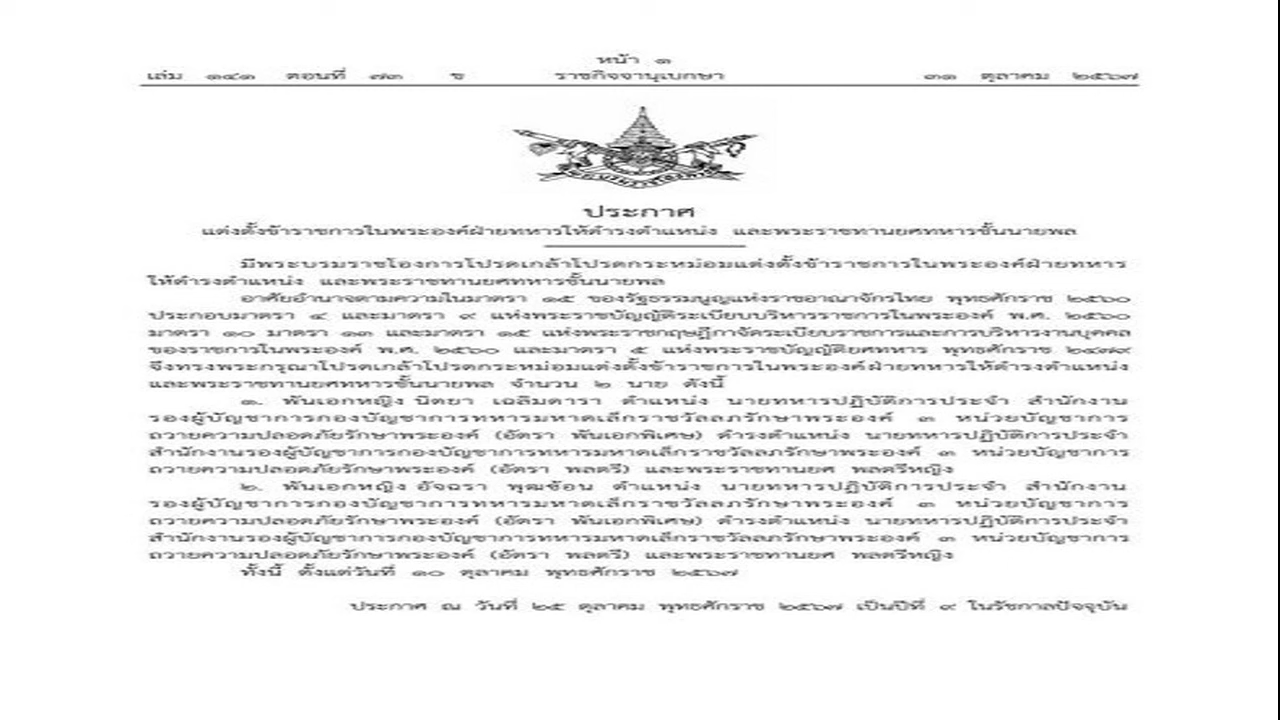 หน้า ๑
เล่ม ๑๔๑ ตอนที่ ๗๓ ข ราชกิจจานุเบกษา ๓๑ ตุลาคม ๒๕๖๗
ประกาศ
แต่งตั้งข้าราชการในพระองค์ฝ่ายทหารให้ดำรงตำแหน่ง และพระราชทานยศทหารชั้นนายพล
มีพระบรมราชโองการโปรดเกล้าโปรดกระหม่อมแต่งตั้งข้าราชการในพระองค์ฝ่ายทหาร
ให้ดำรงตำแหน่ง และพระราชทานยศทหารชั้นนายพล
อาศัยอำนาจตามความในมาตรา ๑๕ ของรัฐธรรมนูญแห่งราชอาณาจักรไทย พุทธศักราช ๒๕๖๐
ประกอบมาตรา ๔ และมาตรา ๙ แห่งพระราชบัญญัติระเบียบบริหารราชการในพระองค์ พ.ศ. ๒๕๖๐
มาตรา ๑๐ มาตรา ๑๓ และมาตรา ๑๕ แห่งพระราชกฤษฎีกาจัดระเบียบราชการและการบริหารงานบุคคล
ของราชการในพระองค์ พ.ศ. ๒๕๖๐ และมาตรา ๕ แห่งพระราชบัญญัติยศทหาร พุทธศักราช ๒๔๗๙
จึงทรงพระกรุณาโปรดเกล้าโปรดกระหม่อมแต่งตั้งข้าราชการในพระองค์ฝ่ายทหารให้ดำรงตำแหน่ง
และพระราชทานยศทหารชั้นนายพล จำนวน ๒ นาย ดังนี้
๑. พันเอกหญิง นิตยา เฉลิมดารา ตำแหน่ง นายทหารปฏิบัติการประจำ สำนักงาน
รองผู้บัญชาการกองบัญชาการทหารมหาดเล็กราชวัลลภรักษาพระองค์ ๓ หน่วยบัญชาการ
ถวายความปลอดภัยรักษาพระองค์ (อัตรา พันเอกพิเศษ) ดำรงตำแหน่ง นายทหารปฏิบัติการประจำ
สำนักงานรองผู้บัญชาการกองบัญชาการทหารมหาดเล็กราชวัลลภรักษาพระองค์ ๓ หน่วยบัญชาการ
ถวายความปลอดภัยรักษาพระองค์ (อัตรา พลตรี) และพระราชทานยศ พลตรีหญิง
๒. พันเอกหญิง อัจฉรา พุฒซ้อน ตำแหน่ง นายทหารปฏิบัติการประจำ สำนักงาน
รองผู้บัญชาการกองบัญชาการทหารมหาดเล็กราชวัลลภรักษาพระองค์ ๓ หน่วยบัญชาการ
ถวายความปลอดภัยรักษาพระองค์ (อัตรา พันเอกพิเศษ) ดำรงตำแหน่ง นายทหารปฏิบัติการประจำ
สำนักงานรองผู้บัญชาการกองบัญชาการทหารมหาดเล็กราชวัลลภรักษาพระองค์ ๓ หน่วยบัญชาการ
ถวายความปลอดภัยรักษาพระองค์ (อัตรา พลตรี) และพระราชทานยศ พลตรีหญิง
ทั้งนี้ ตั้งแต่วันที่ ๑๐ ตุลาคม พุทธศักราช ๒๕๖๗
ประกาศ ณ วันที่ ๒๕ ตุลาคม พุทธศักราช ๒๕๖๗ เป็นปีที่ ๙ ในรัชกาลปัจจุบัน